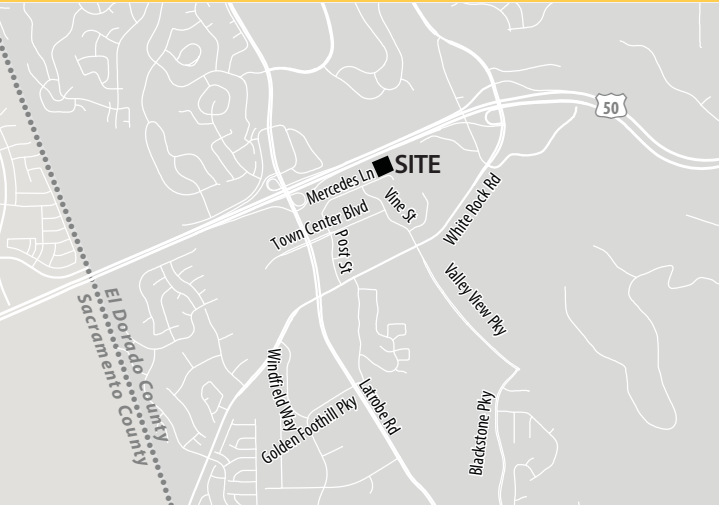 50
SITE
Mercedes Ln
Vine St
Town Center Blvd
White Rock Rd
Post St
Valley View Pky
El Dorado County
Sacramento County
Windfield Way
Latrobe Rd
Golden Foothill Pky
Blackstone Pky